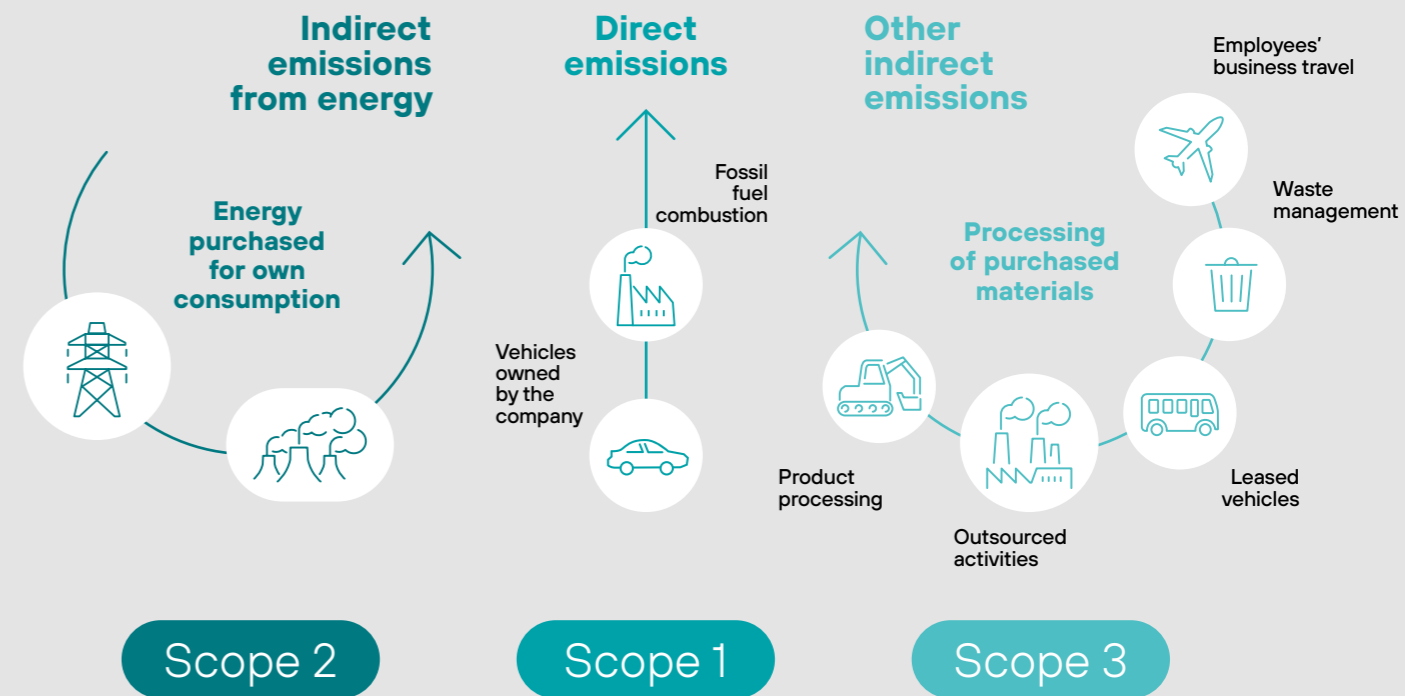 Indirect
emissions
from energy
Energy
purchased
for own
consumption
Scope 2
Direct
emissions
Fossil
fuel
combustion
Vehicles
owned
by the
company
Scope 1
Other
indirect
emissions
Employees’
business travel
Waste
management
Processing
of purchased
materials
Leased
vehicles
Product
processing
Outsourced
activities
Scope 3